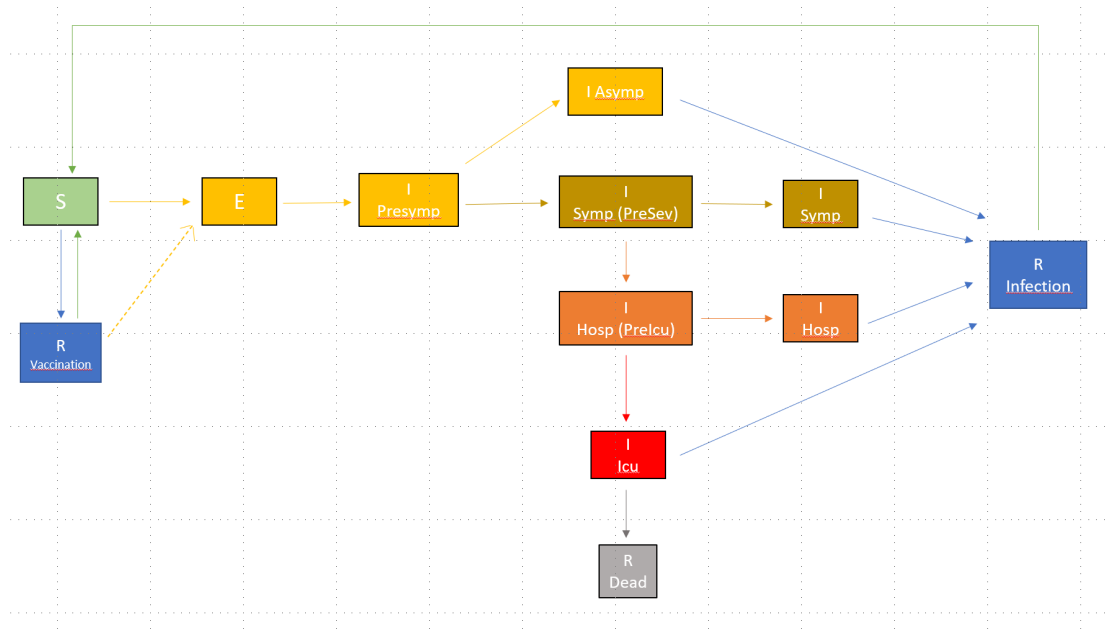 I Asymp
S
E
I
Presymp
I
Symp (PreSev)
I
Symp
R
Infection
R
Vaccination
I
Hosp (PreIcu)
I
Hosp
I
Icu
R
Dead